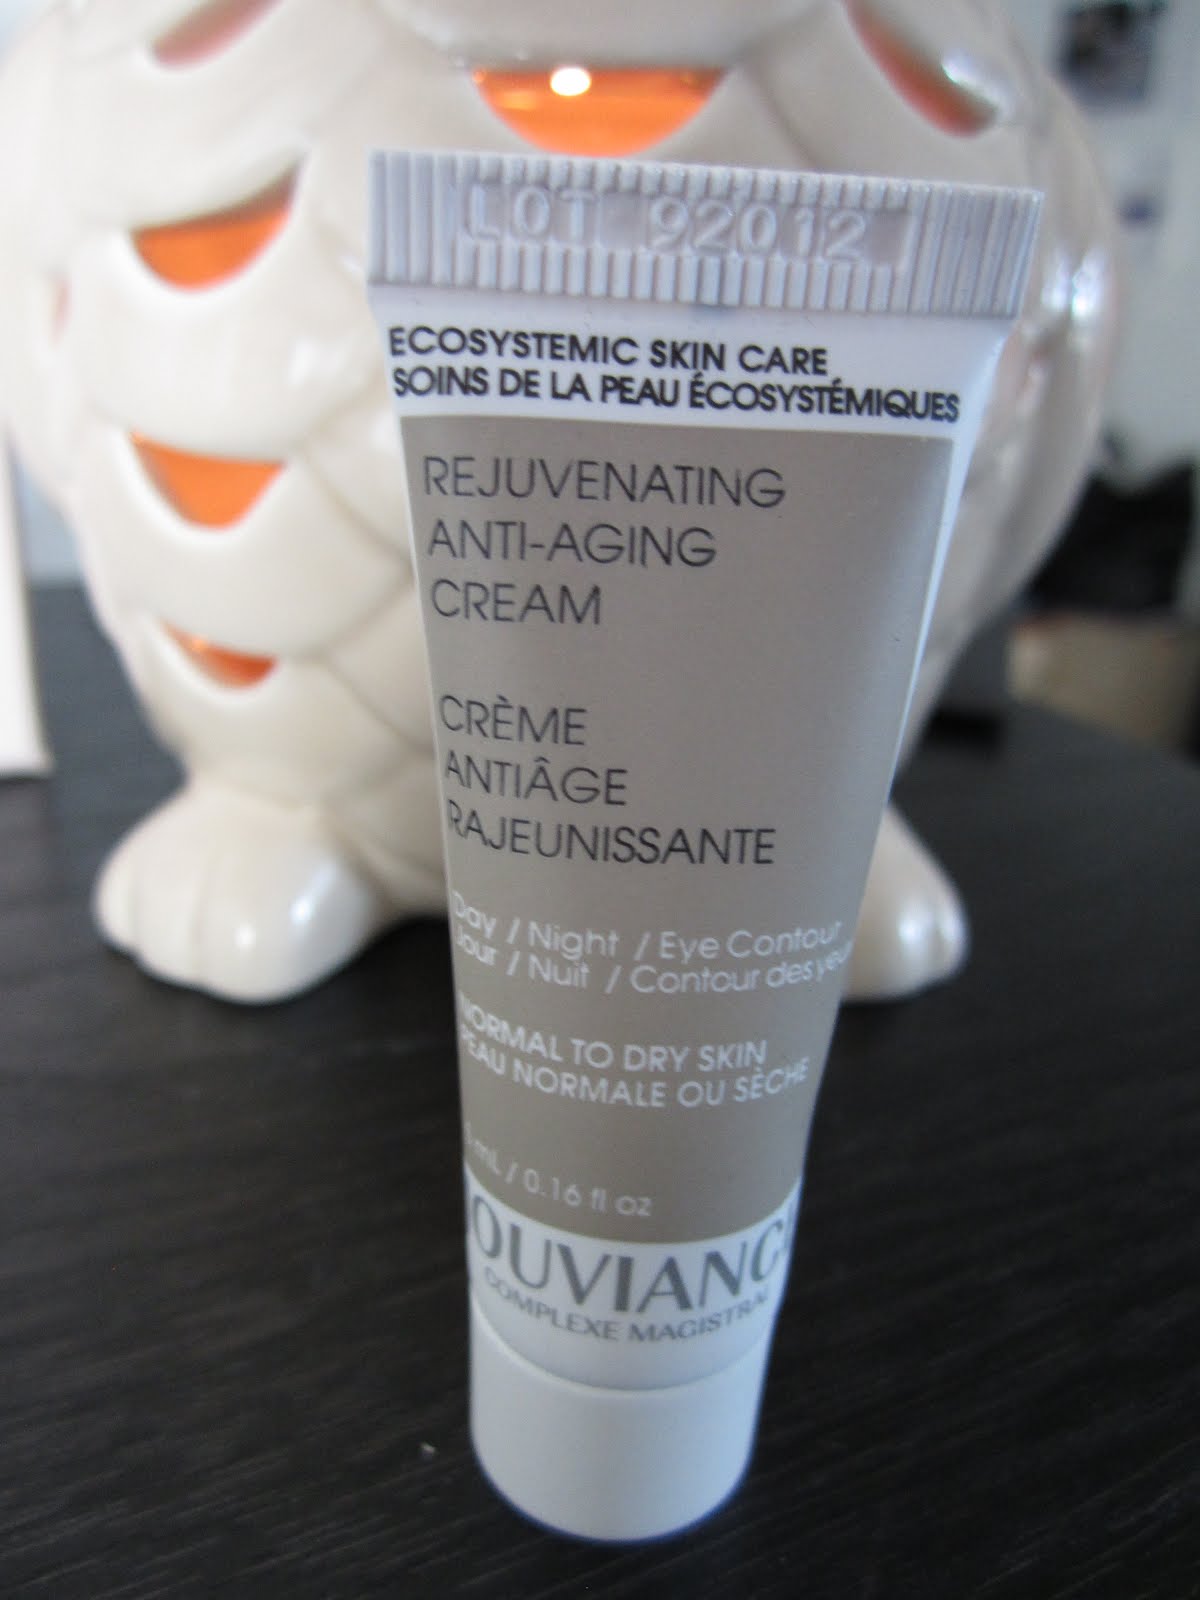 LOT 92012
ECOSYSTEMIC SKIN CARE
SOINS DE LA PEAU ÉCOSYSTÉMIQUES
REJUVENATING
ANTI-AGING
CREAM
CRÈME
ANTIÂGE
RAJEUNISSANTE
Day / Night / Eye Contour
Jour / Nuit / Contour des yeux
NORMAL TO DRY SKIN
PEAU NORMALE OU SÈCHE
mL / 0.16 fl oz
OUVIANC
COMPLEXE MAGISTRAL